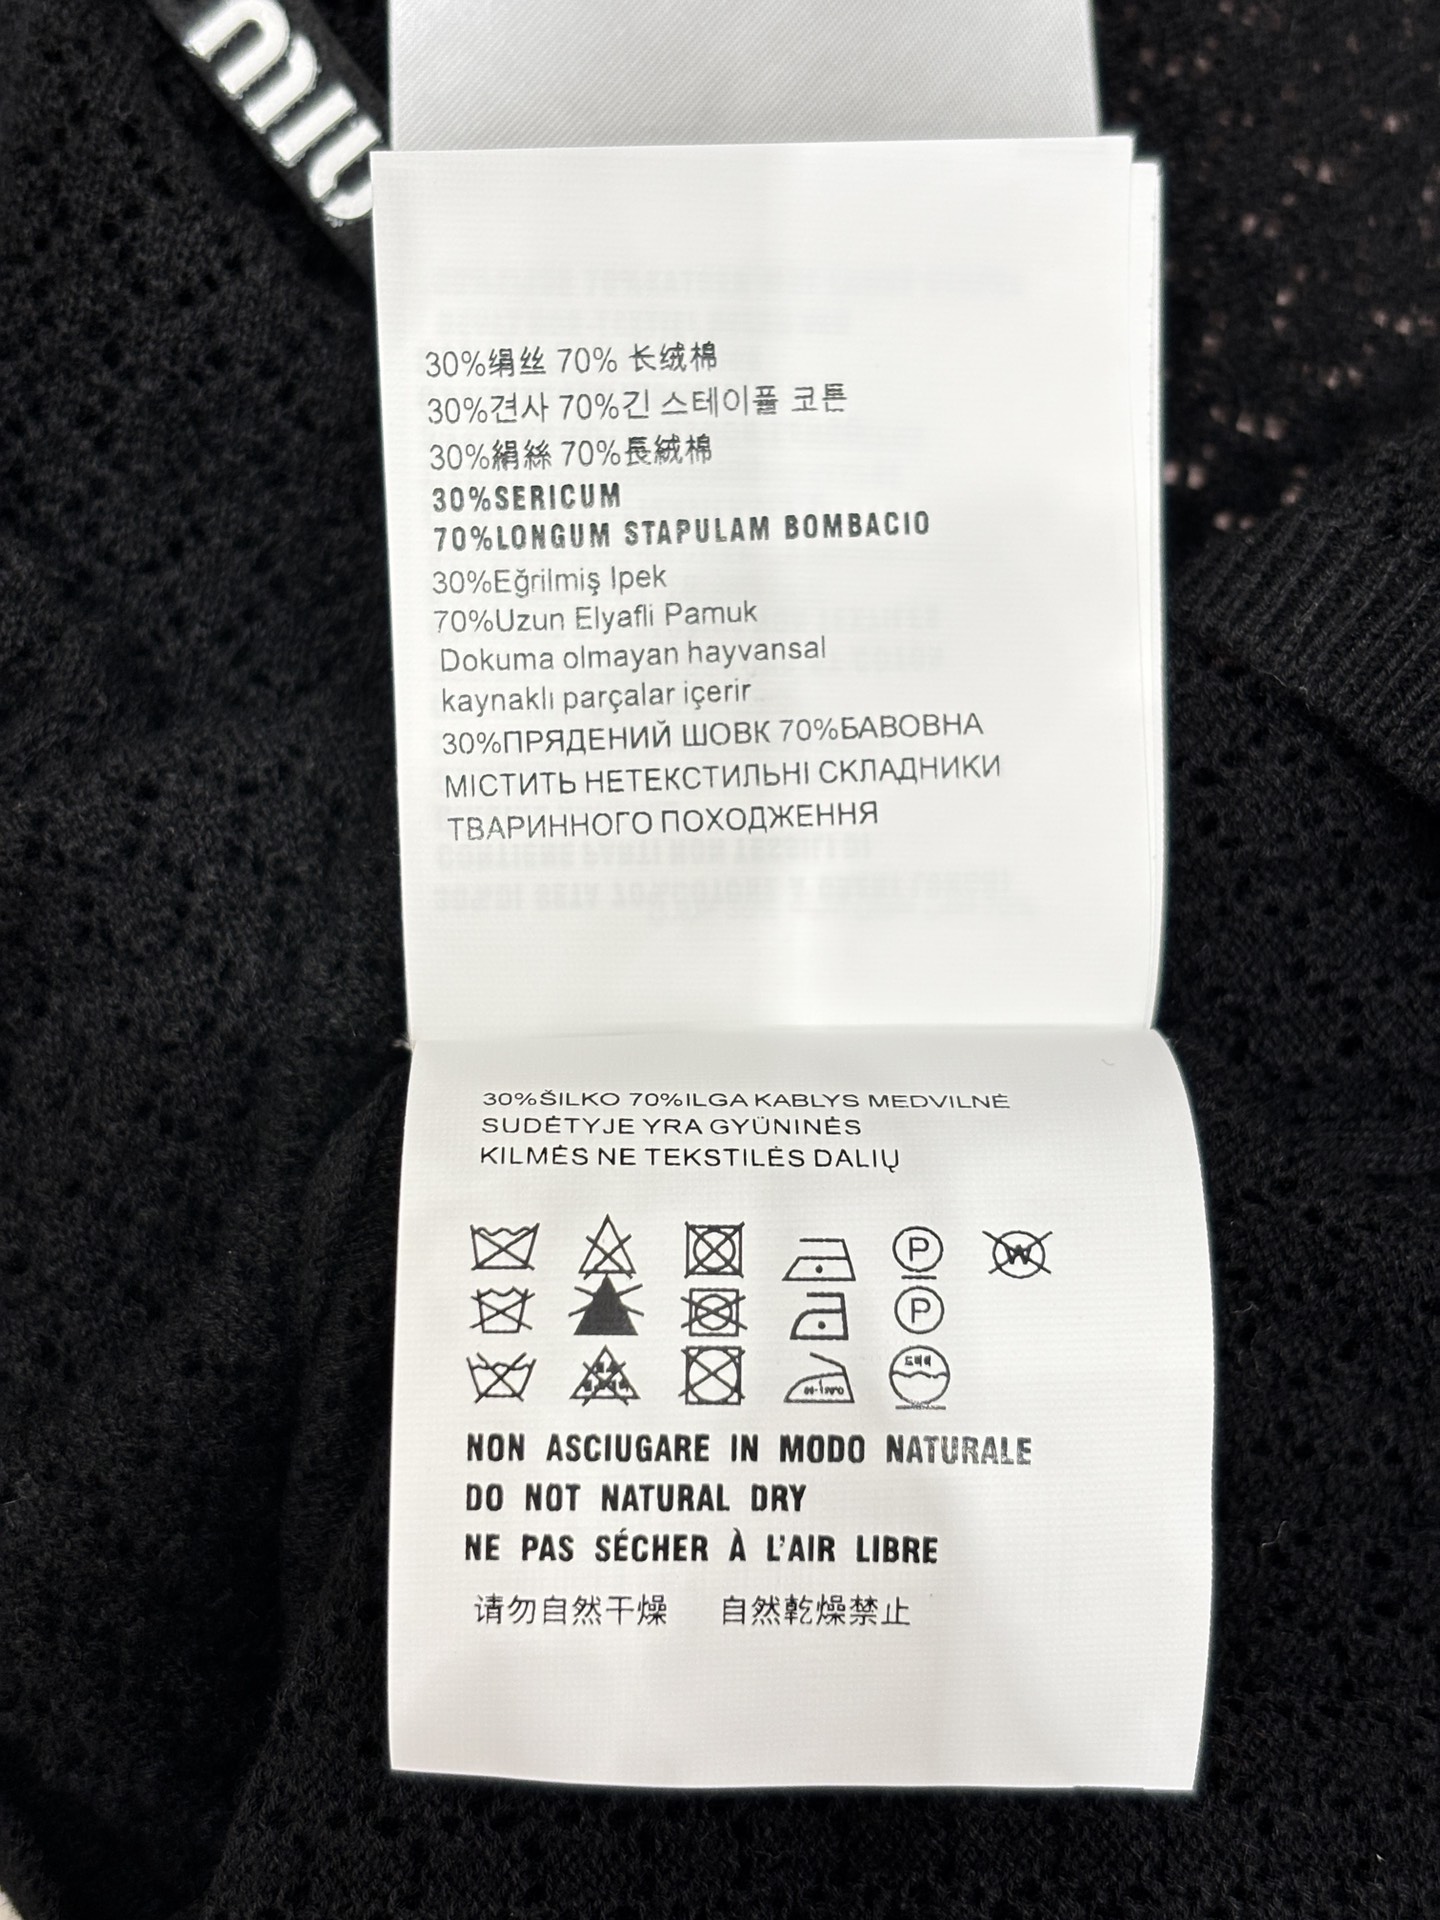 MIU
30%绢丝 70% 长绒棉
30%견사 70%긴 스테이플 코튼
30%絹絲 70%長絨棉
30%SERICUM
70%LONGUM STAPULAM BOMBACIO
30%Eğrilmiş Ipek
70%Uzun Elyafli Pamuk
Dokuma olmayan hayvansal
kaynaklı parçalar içerir
30%ПРЯДЕНИЙ ШОВК 70%БАВОВНА
МІСТИТЬ НЕТЕКСТИЛЬНІ СКЛАДНИКИ
ТВАРИННОГО ПОХОДЖЕННЯ
30%ŠILKO 70%ILGA KABLYS MEDVILNĖ
SUDĖTYJE YRA GYŪNINĖS
KILMĖS NE TEKSTILĖS DALIŲ
P W
P
드라이
NON ASCIUGARE IN MODO NATURALE
DO NOT NATURAL DRY
NE PAS SÉCHER À L'AIR LIBRE
请勿自然干燥 自然乾燥禁止